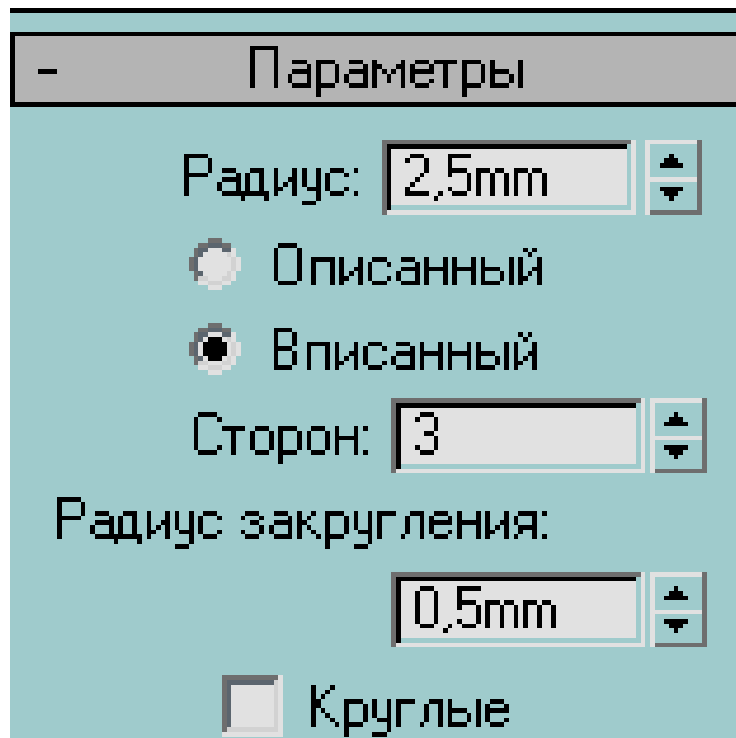 - Параметры
Радиус: 2,5mm
Описанный
Вписанный
Сторон: 3
Радиус закругления:
0,5mm
Круглые